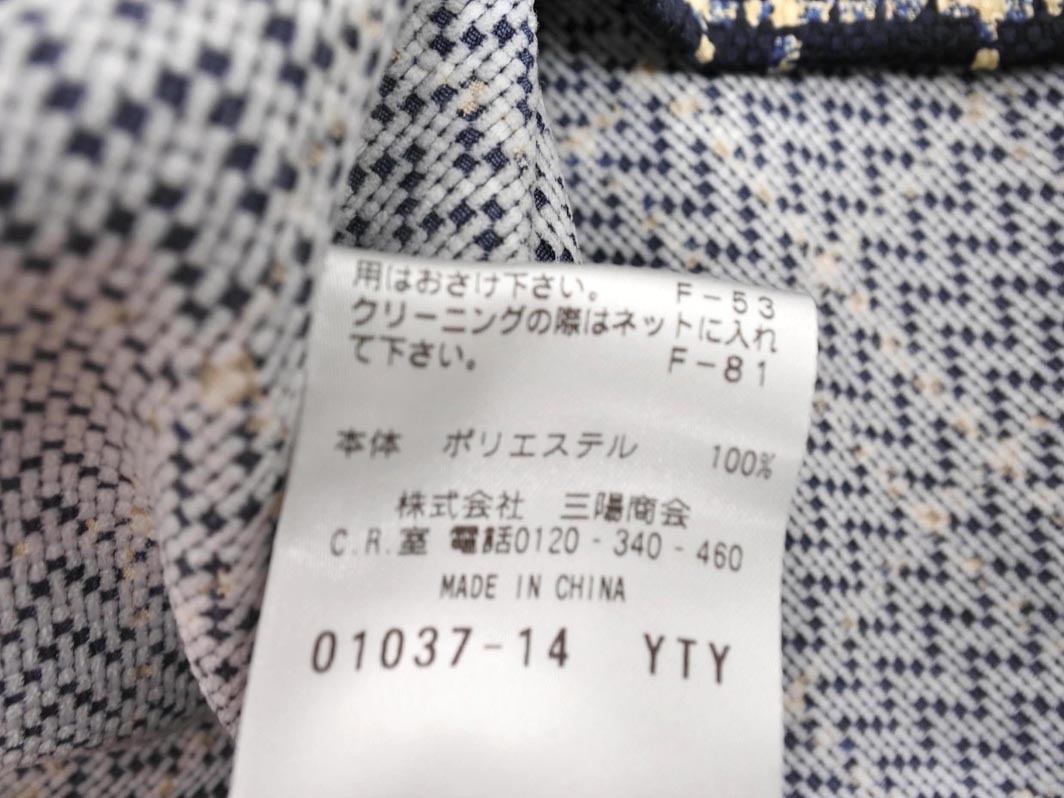 用はおさけ下さい。 F-53
クリーニングの際はネットに入れ
て下さい。 F-81
本体 ポリエステル 100%
株式会社 三陽商会
C.R.室 電話0120-340-460
MADE IN CHINA
01037-14 YTY